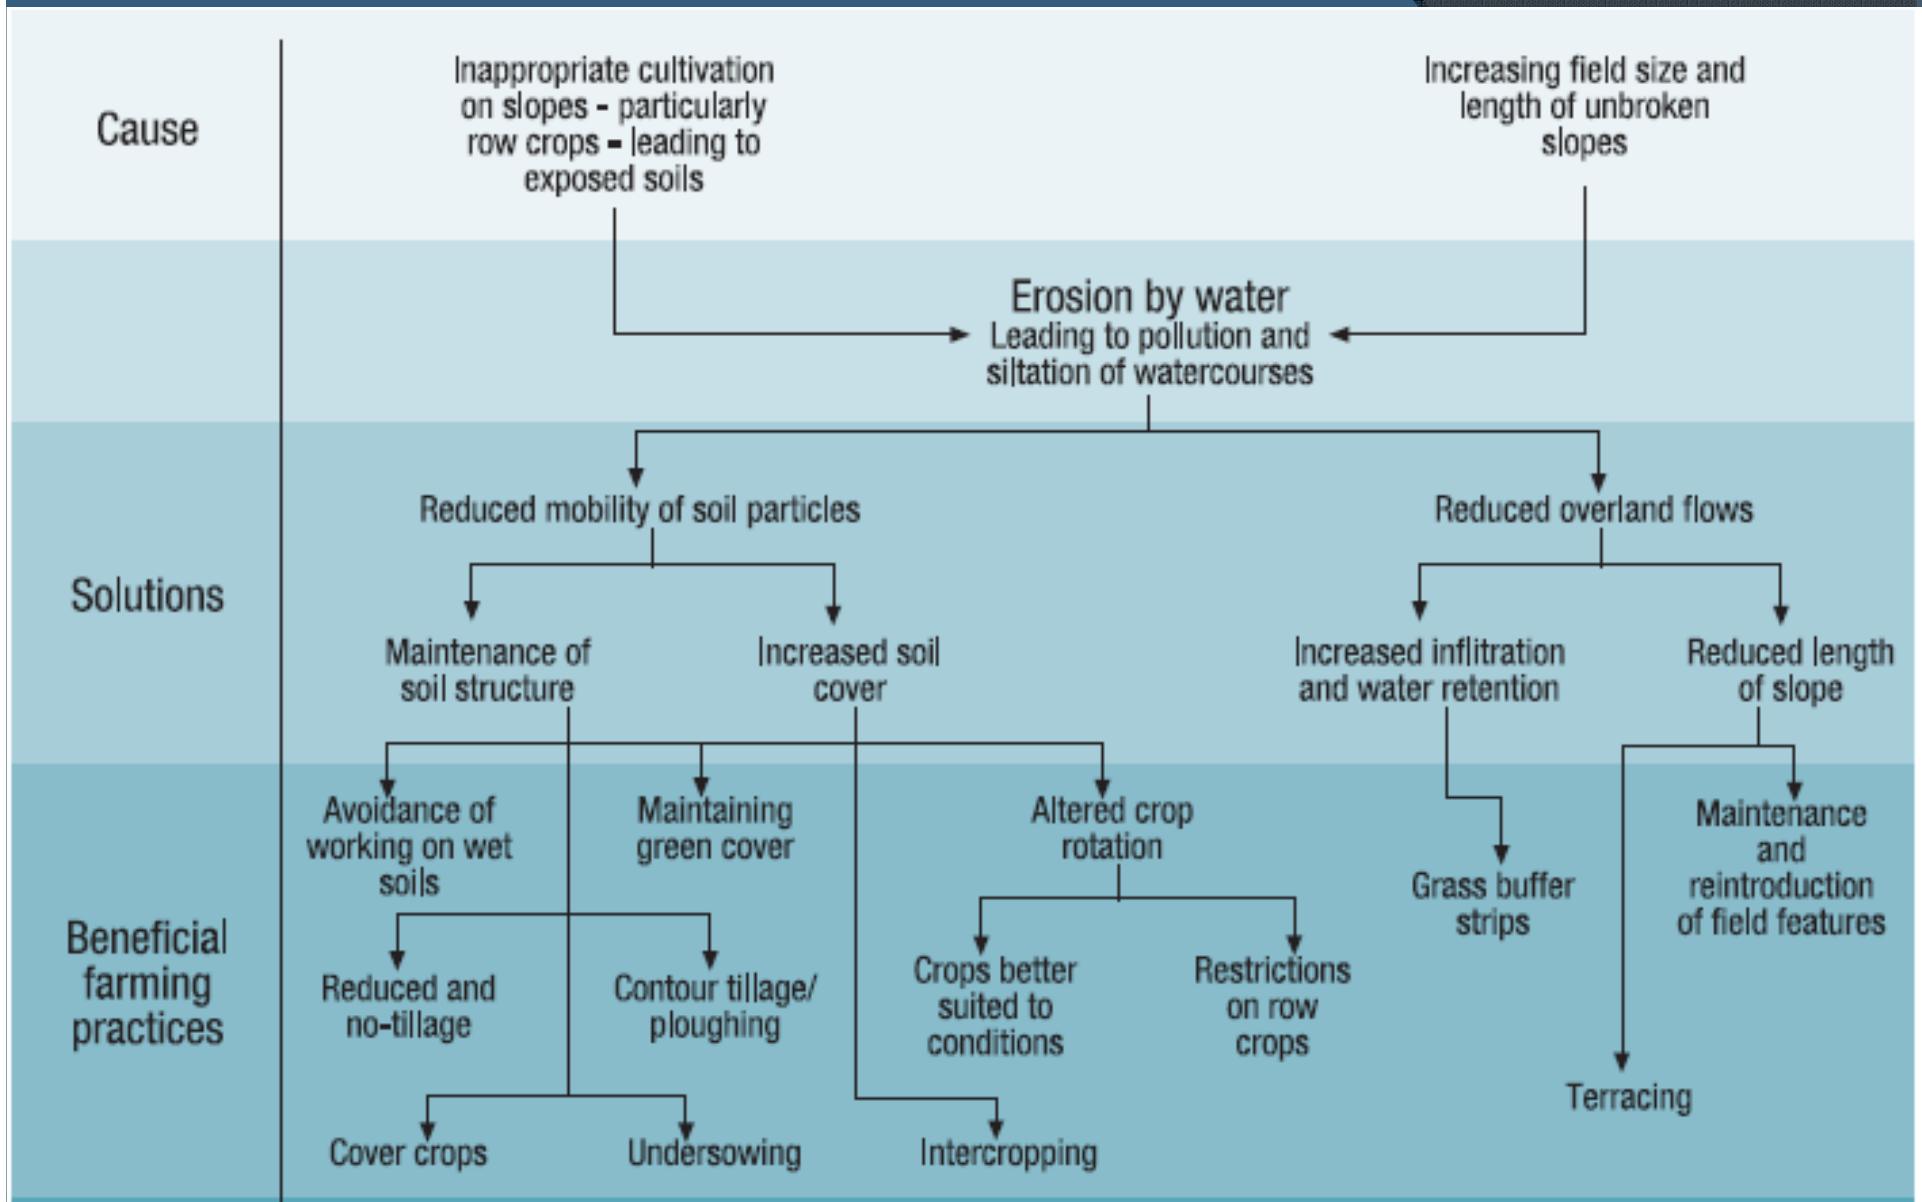 Cause
Inappropriate cultivation
on slopes - particularly
row crops - leading to
exposed soils
Increasing field size and
length of unbroken
slopes
Erosion by water
Leading to pollution and
siltation of watercourses
Solutions
Reduced mobility of soil particles
Reduced overland flows
Maintenance of
soil structure
Increased soil
cover
Increased inflitration
and water retention
Reduced length
of slope
Beneficial
farming
practices
Avoidance of
working on wet
soils
Maintaining
green cover
Altered crop
rotation
Grass buffer
strips
Maintenance
and
reintroduction
of field features
Reduced and
no-tillage
Contour tillage/
ploughing
Crops better
suited to
conditions
Restrictions
on row
crops
Terracing
Cover crops
Undersowing
Intercropping